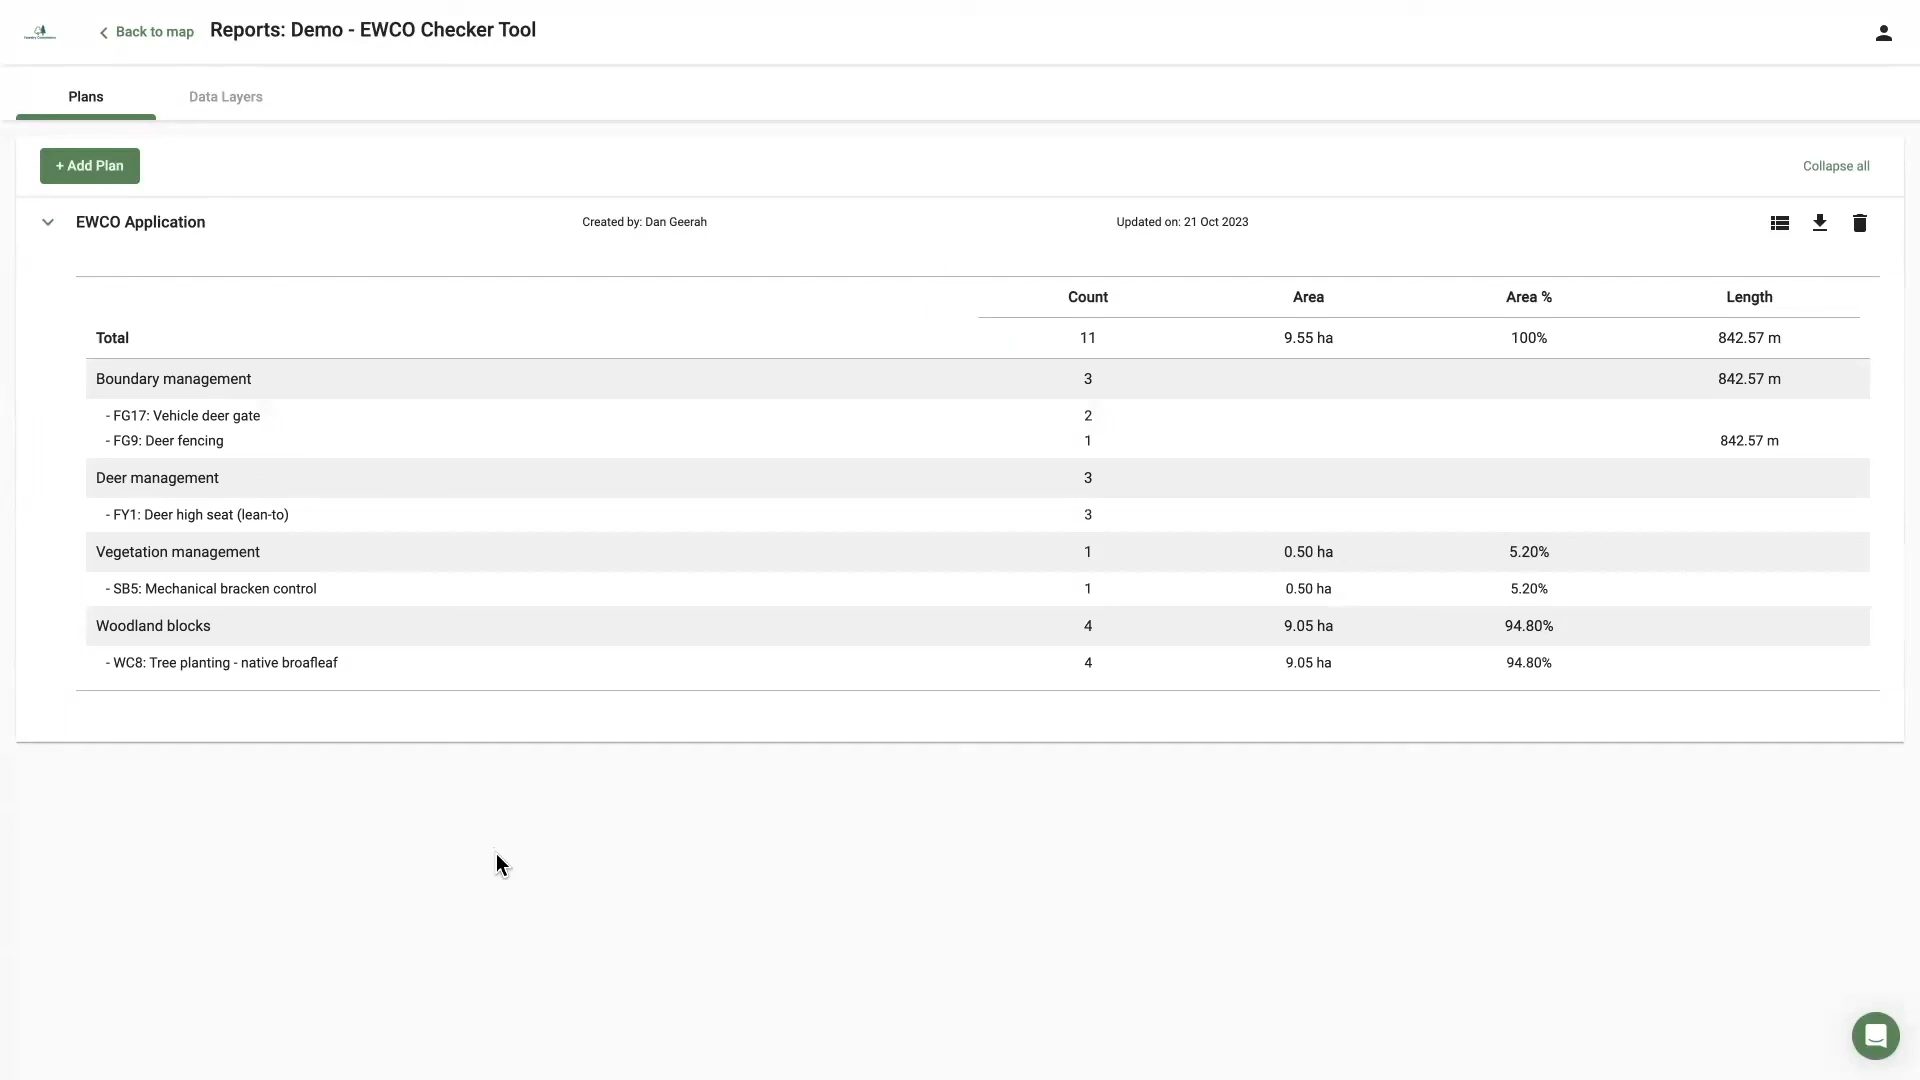 Back to map
Reports: Demo - EWCO Checker Tool
Plans
Data Layers
+ Add Plan
Collapse all
EWCO Application
Created by: Dan Geerah
Updated on: 21 Oct 2023
Count Area Area % Length
Total 11 9.55 ha 100% 842.57 m
Boundary management 3 842.57 m
- FG17: Vehicle deer gate 2
- FG9: Deer fencing 1 842.57 m
Deer management 3
- FY1: Deer high seat (lean-to) 3
Vegetation management 1 0.50 ha 5.20%
- SB5: Mechanical bracken control 1 0.50 ha 5.20%
Woodland blocks 4 9.05 ha 94.80%
- WC8: Tree planting - native broafleaf 4 9.05 ha 94.80%